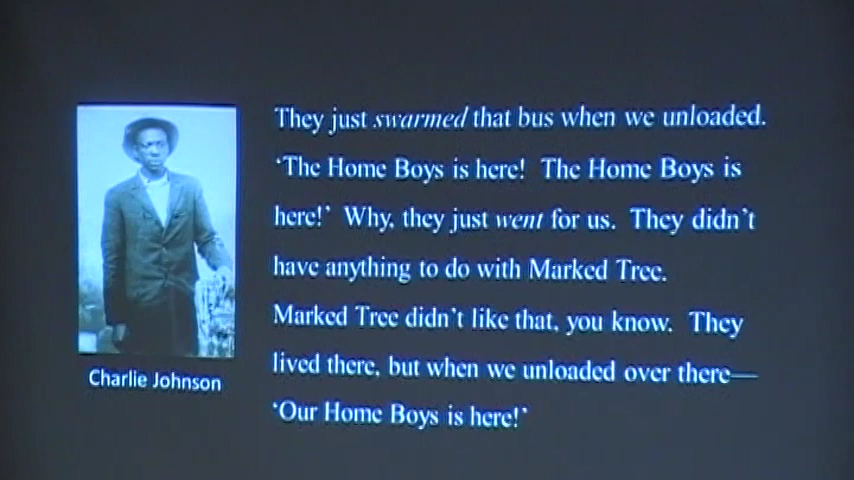 They just swarmed that bus when we unloaded.
‘The Home Boys is here!  The Home Boys is
here!’  Why, they just went for us.  They didn’t
have anything to do with Marked Tree.
Marked Tree didn’t like that, you know.  They
lived there, but when we unloaded over there—
‘Our Home Boys is here!’
Charlie Johnson